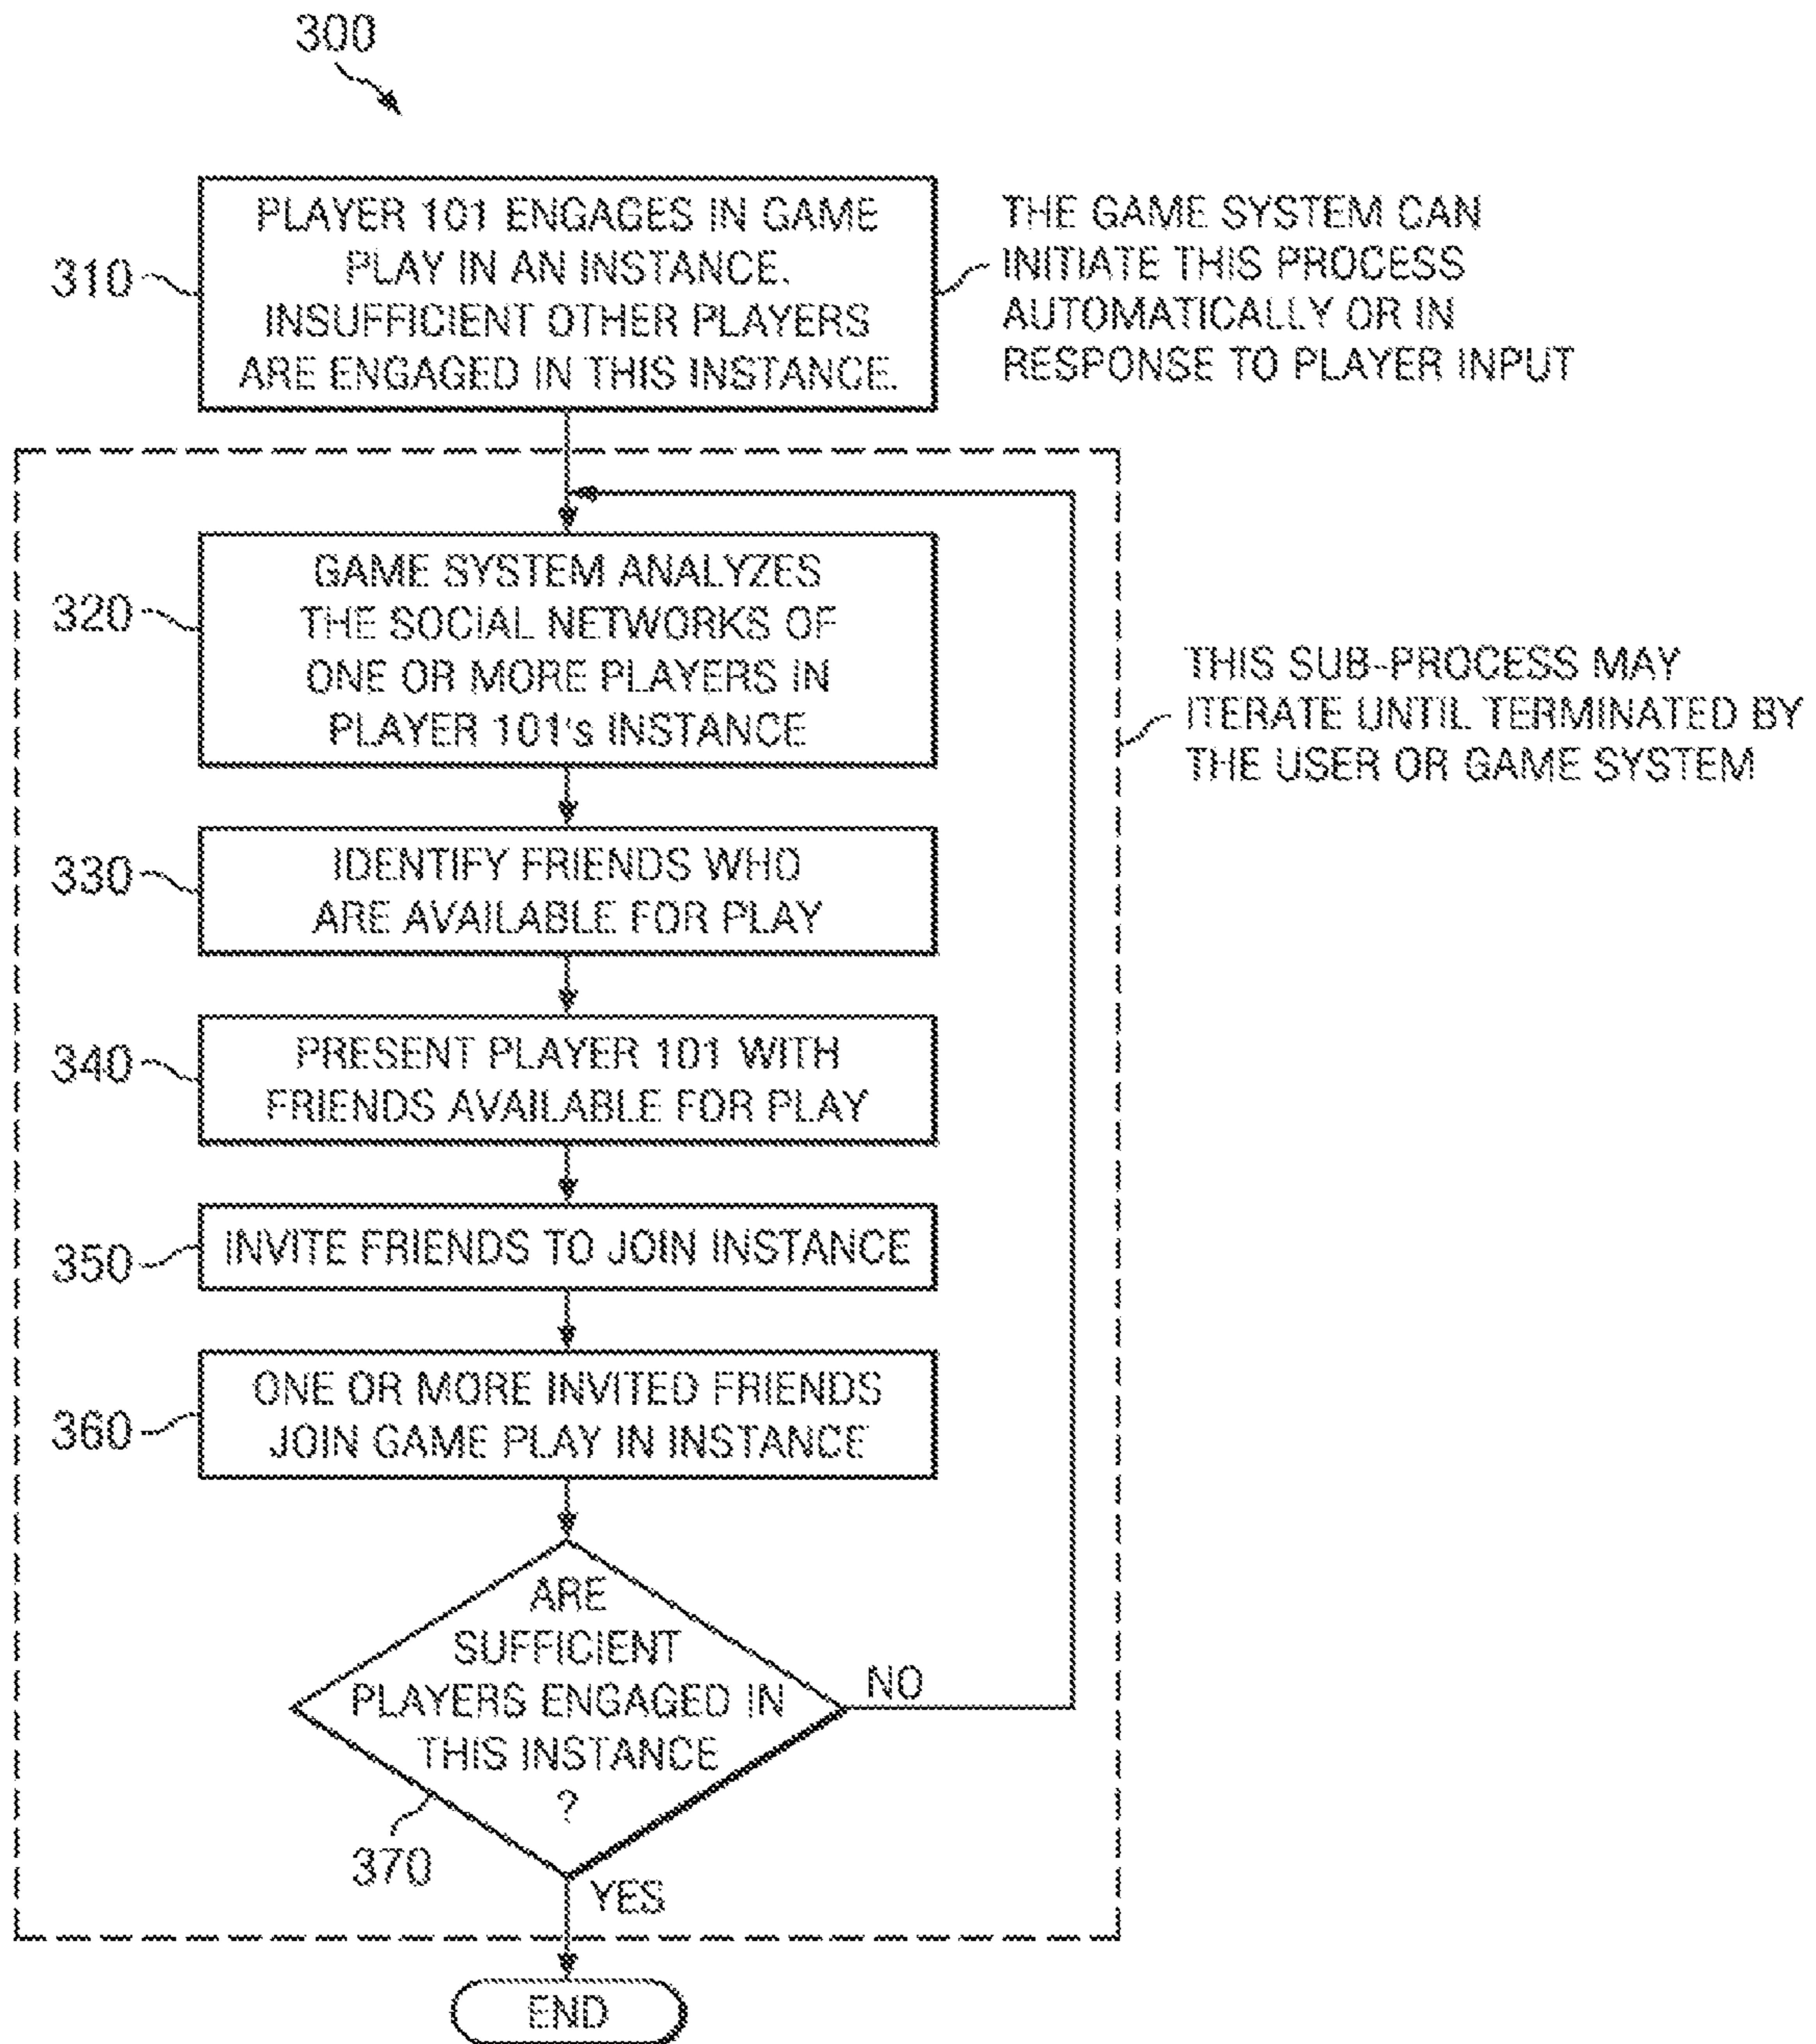 300
310
PLAYER 101 ENGAGES IN GAME
PLAY IN AN INSTANCE.
INSUFFICIENT OTHER PLAYERS
ARE ENGAGED IN THIS INSTANCE.
THE GAME SYSTEM CAN
INITIATE THIS PROCESS
AUTOMATICALLY OR IN
RESPONSE TO PLAYER INPUT
320
GAME SYSTEM ANALYZES
THE SOCIAL NETWORKS OF
ONE OR MORE PLAYERS IN
PLAYER 101's INSTANCE
THIS SUB-PROCESS MAY
ITERATE UNTIL TERMINATED BY
THE USER OR GAME SYSTEM
330
IDENTIFY FRIENDS WHO
ARE AVAILABLE FOR PLAY
340
PRESENT PLAYER 101 WITH
FRIENDS AVAILABLE FOR PLAY
350
INVITE FRIENDS TO JOIN INSTANCE
360
ONE OR MORE INVITED FRIENDS
JOIN GAME PLAY IN INSTANCE
ARE
SUFFICIENT
PLAYERS ENGAGED IN
THIS INSTANCE
?
NO
370
YES
END